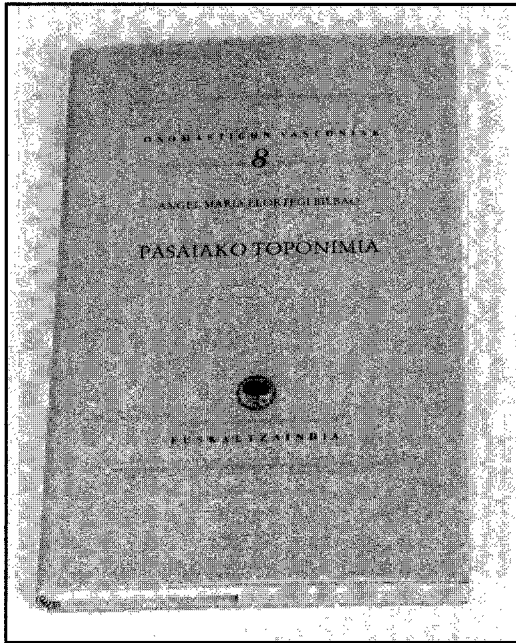 ONOMASTICON VASCONIAE
8
ANGEL MARIA ELORTEGI BILBAO
PASAIAKO TOPONIMIA
EUSKALTZAINDIA